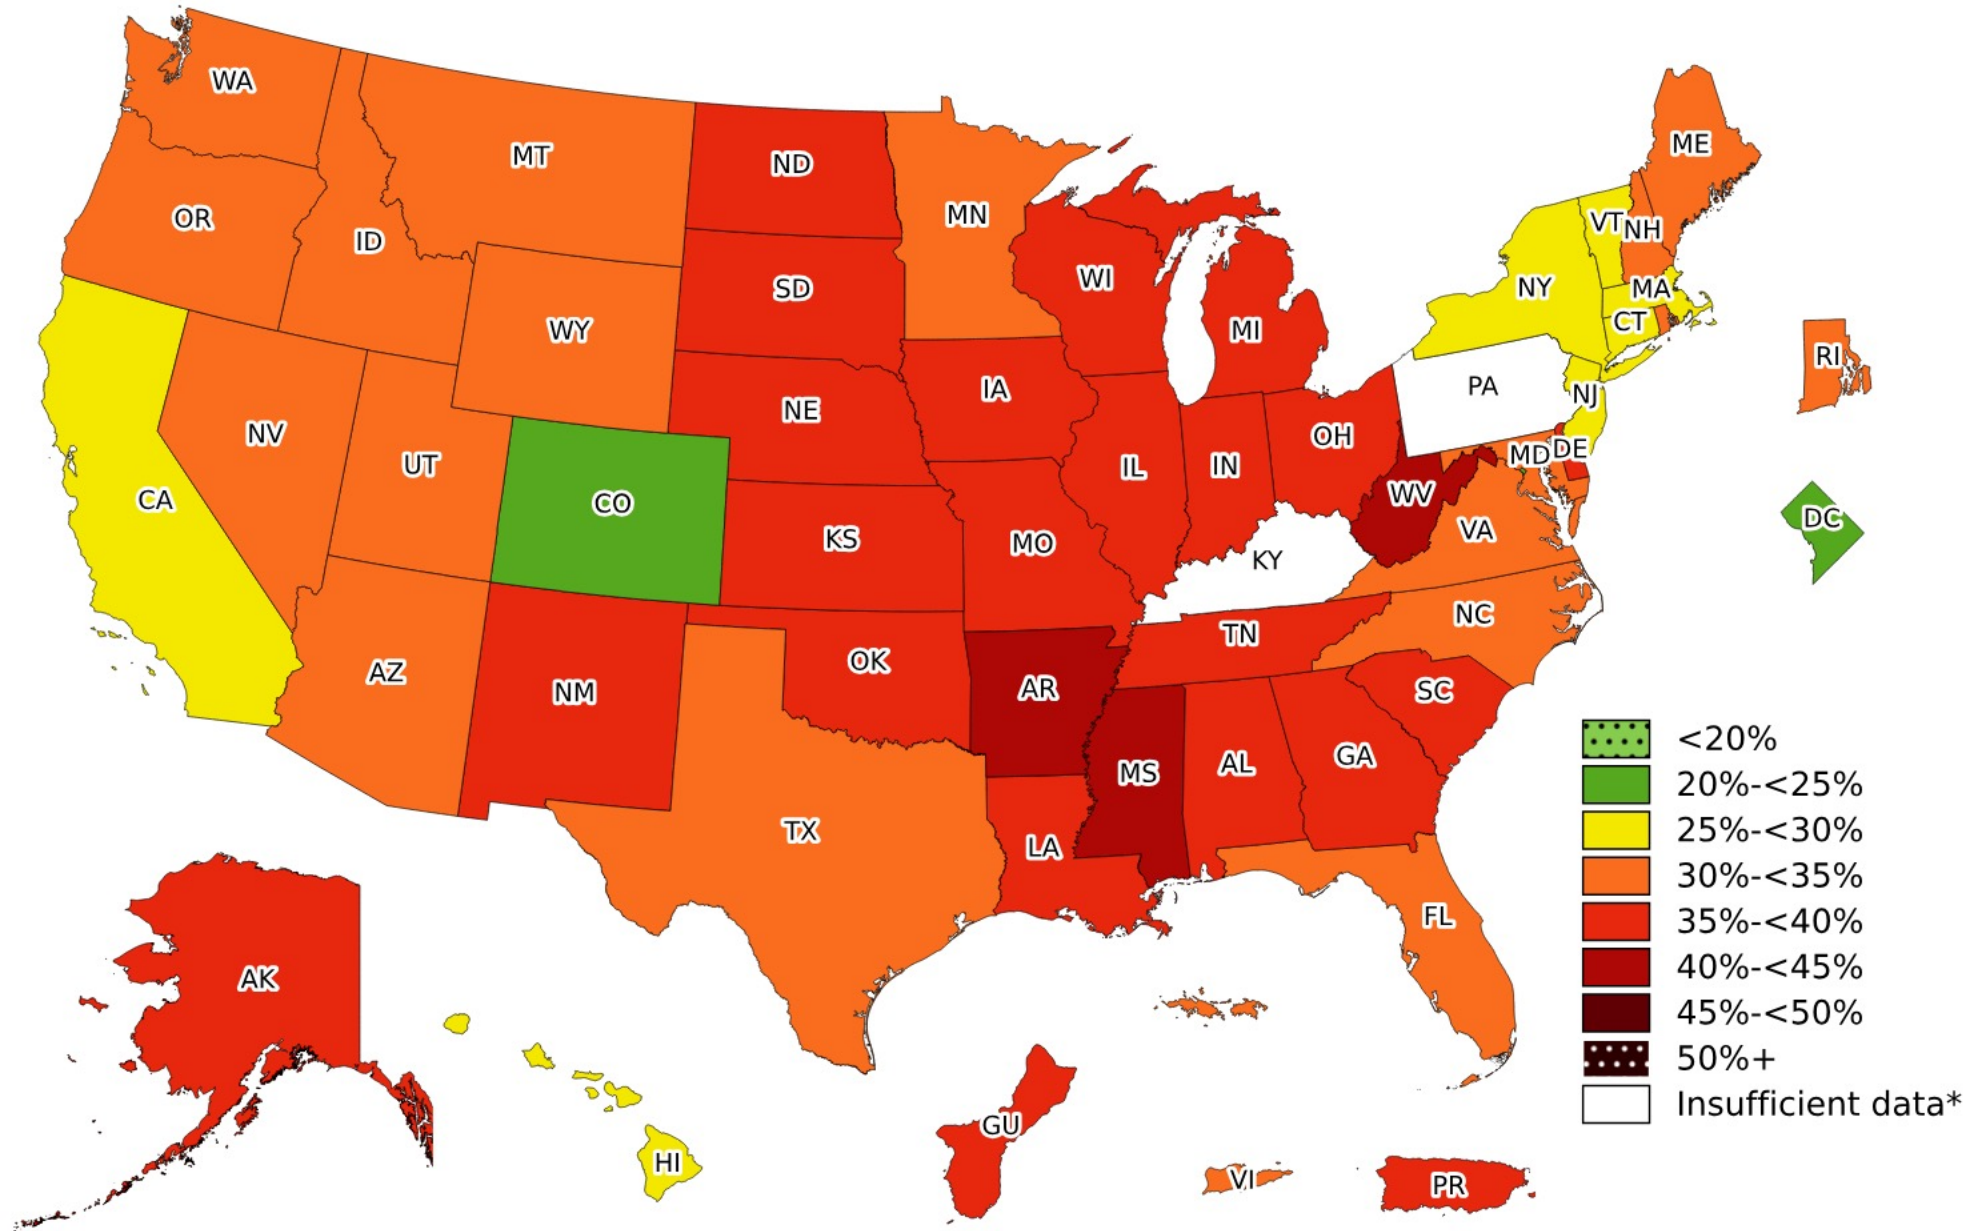 WA
MT
ND
MN
ME
OR
ID
SD
WI
VT
NH
WY
MI
NY
MA
CT
RI
NE
IA
PA
NJ
NV
UT
CO
IL
IN
OH
MD
DE
CA
KS
MO
WV
VA
DC
KY
AZ
NM
OK
AR
TN
NC
SC
TX
MS
AL
GA
LA
FL
AK
HI
GU
VI
PR
<20%
20%-<25%
25%-<30%
30%-<35%
35%-<40%
40%-<45%
45%-<50%
50%+
Insufficient data*